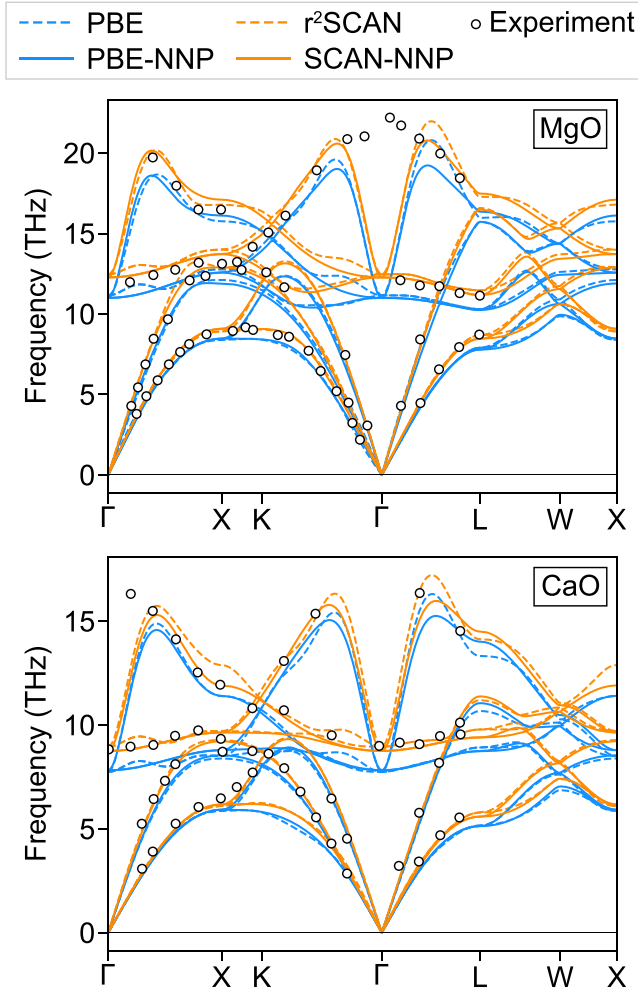 PBE r²SCAN Experiment
PBE-NNP SCAN-NNP
MgO
Frequency (THz)
20
15
10
5
0
Γ X K Γ L W X
CaO
Frequency (THz)
15
10
5
0
Γ X K Γ L W X